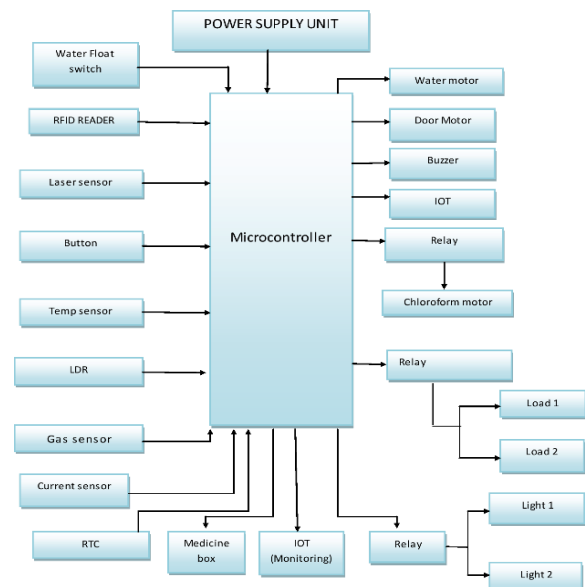 POWER SUPPLY UNIT
Water Float
switch
RFID READER
Laser sensor
Button
Temp sensor
LDR
Gas sensor
Current sensor
RTC
Microcontroller
Water motor
Door Motor
Buzzer
IOT
Relay
Chloroform motor
Relay
Load 1
Load 2
Medicine
box
IOT
(Monitoring)
Relay
Light 1
Light 2